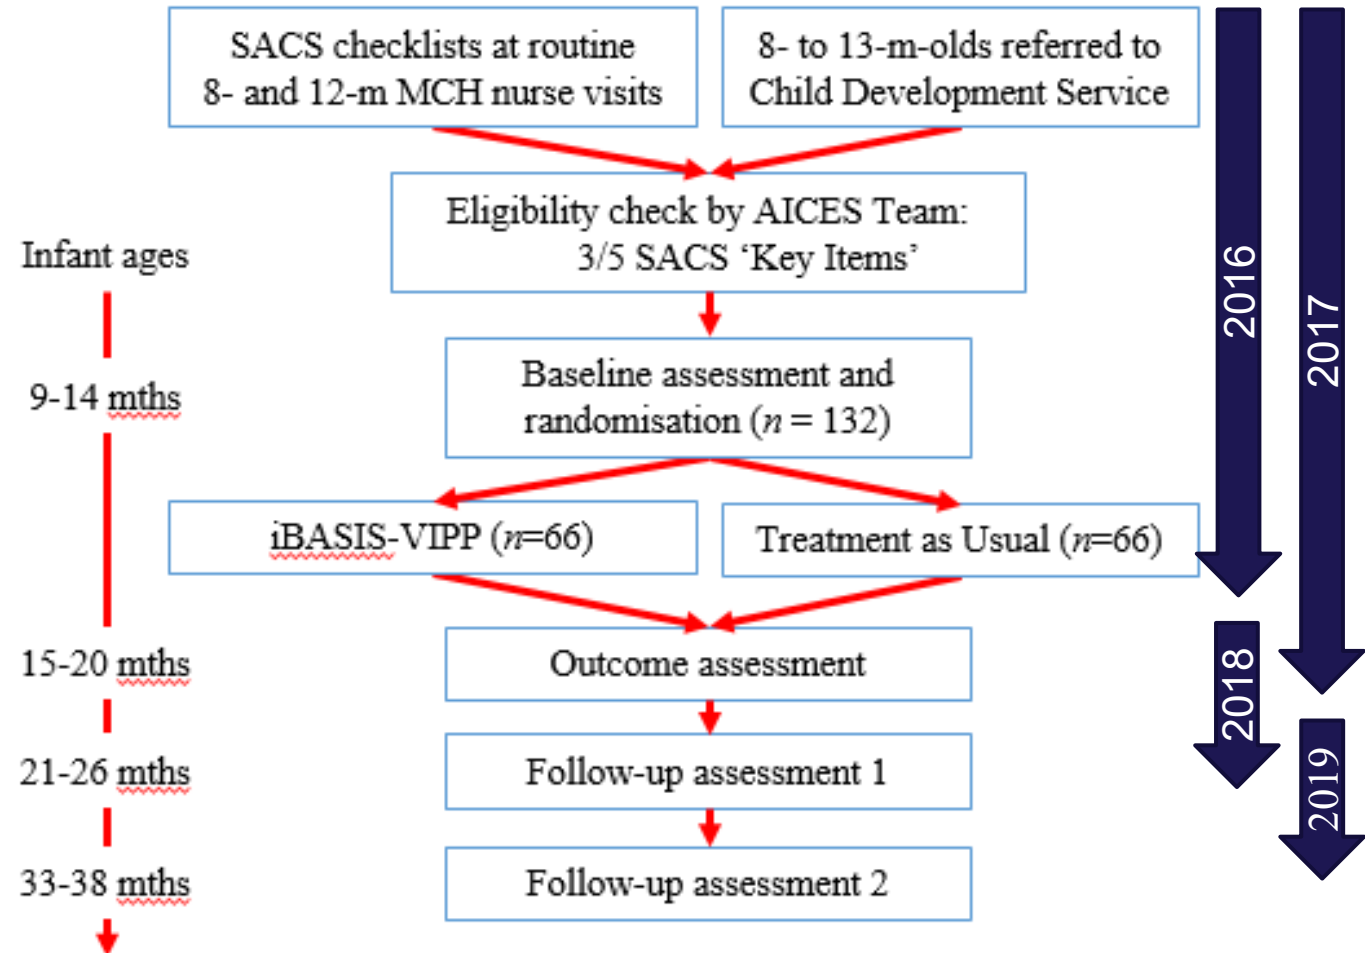 SACS checklists at routine
8- and 12-m MCH nurse visits
8- to 13-m-olds referred to
Child Development Service
Eligibility check by AICES Team:
3/5 SACS ‘Key Items’
Infant ages
9-14 mths
Baseline assessment and
randomisation (n = 132)
iBASIS-VIPP (n=66)
Treatment as Usual (n=66)
15-20 mths
Outcome assessment
21-26 mths
Follow-up assessment 1
33-38 mths
Follow-up assessment 2
2016
2017
2018
2019